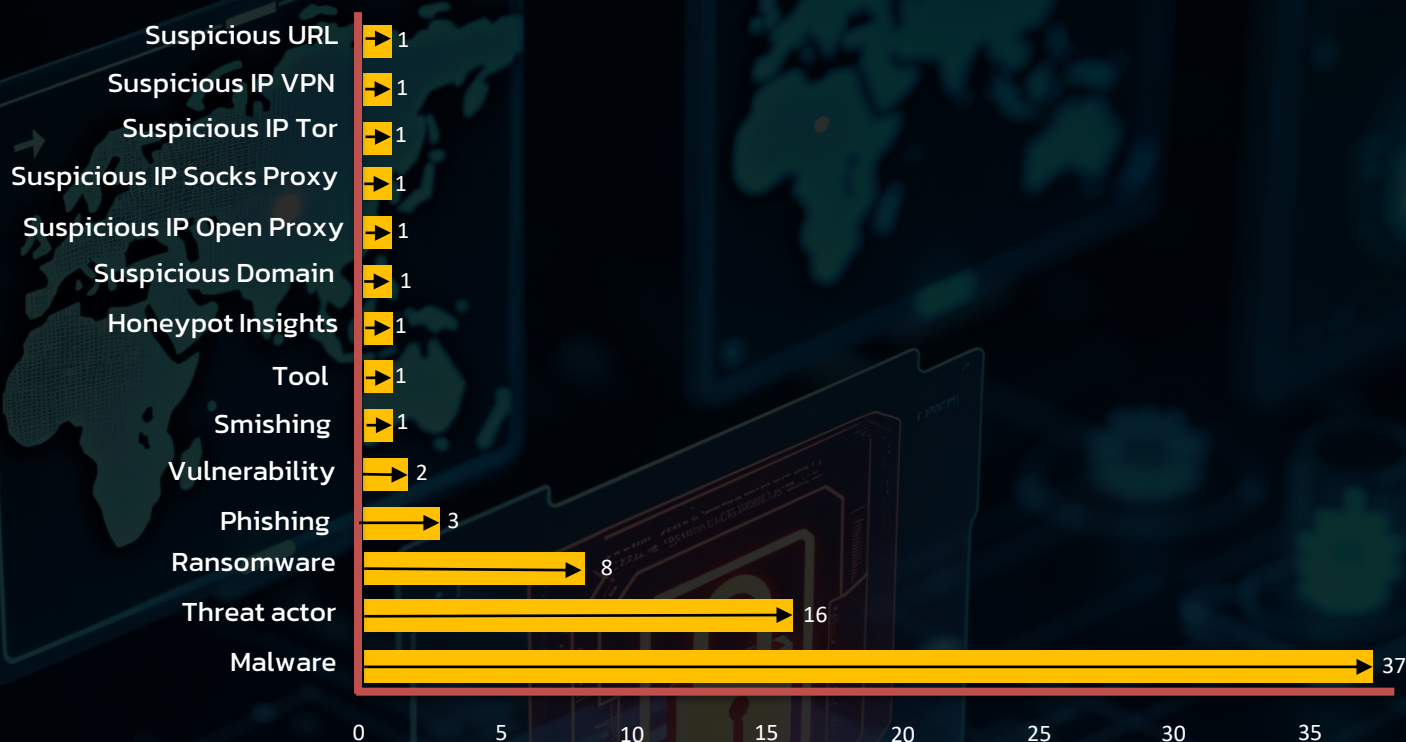 Suspicious URL 1
Suspicious IP VPN 1
Suspicious IP Tor 1
Suspicious IP Socks Proxy 1
Suspicious IP Open Proxy 1
Suspicious Domain 1
Honeypot Insights 1
Tool 1
Smishing 1
Vulnerability 2
Phishing 3
Ransomware 8
Threat actor 16
Malware 37
0 5 10 15 20 25 30 35